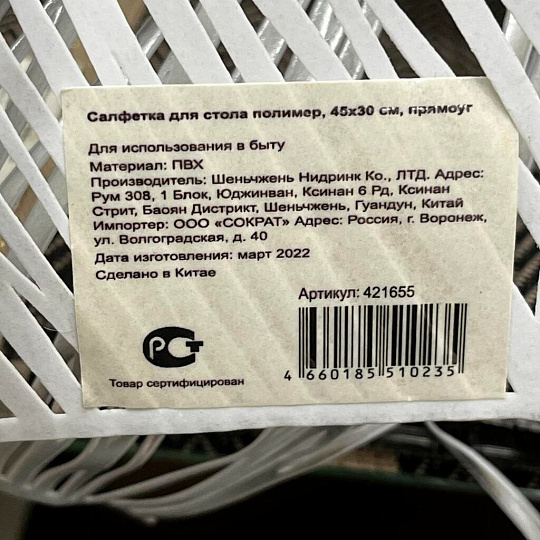 Салфетка для стола полимер, 45х30 см, прямоуг
Для использования в быту
Материал: ПВХ
Производитель: Шеньчжень Нидринк Ко., ЛТД. Адрес:
Рум 308, 1 Блок, Юджинван, Ксинан 6 Рд, Ксинан
Стрит, Баоян Дистрикт, Шеньчжень, Гуандун, Китай
Импортер: ООО «СОКРАТ» Адрес: Россия, г. Воронеж,
ул. Волгоградская, д. 40
Дата изготовления: март 2022
Сделано в Китае
Артикул: 421655
РСТ
Товар сертифицирован
4 660185 510235